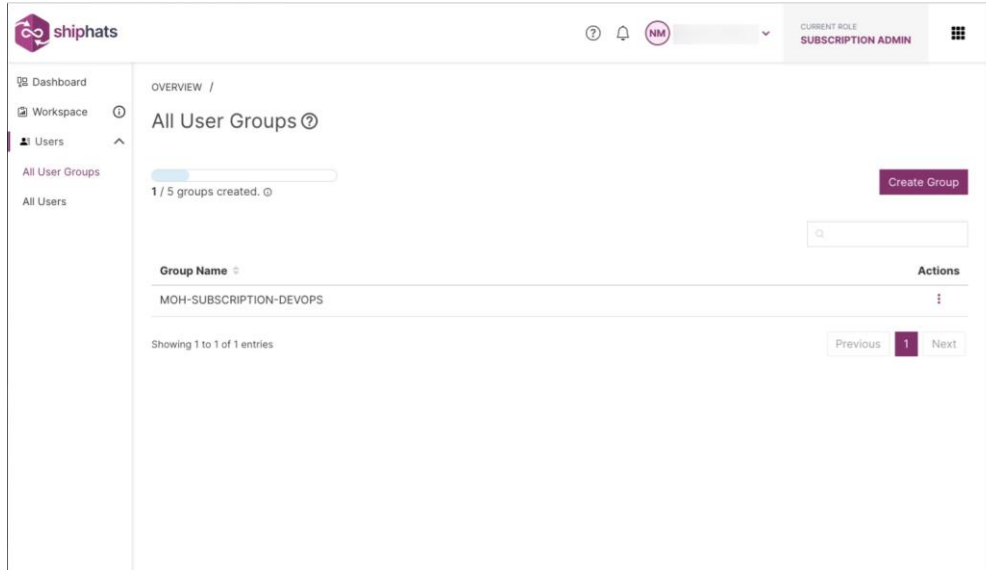 shiphats
NM
CURRENT ROLE
SUBSCRIPTION ADMIN
Dashboard
Workspace
Users
All User Groups
All Users
OVERVIEW /
All User Groups
1 / 5 groups created.
Create Group
Group Name
Actions
MOH-SUBSCRIPTION-DEVOPS
Showing 1 to 1 of 1 entries
Previous 1 Next